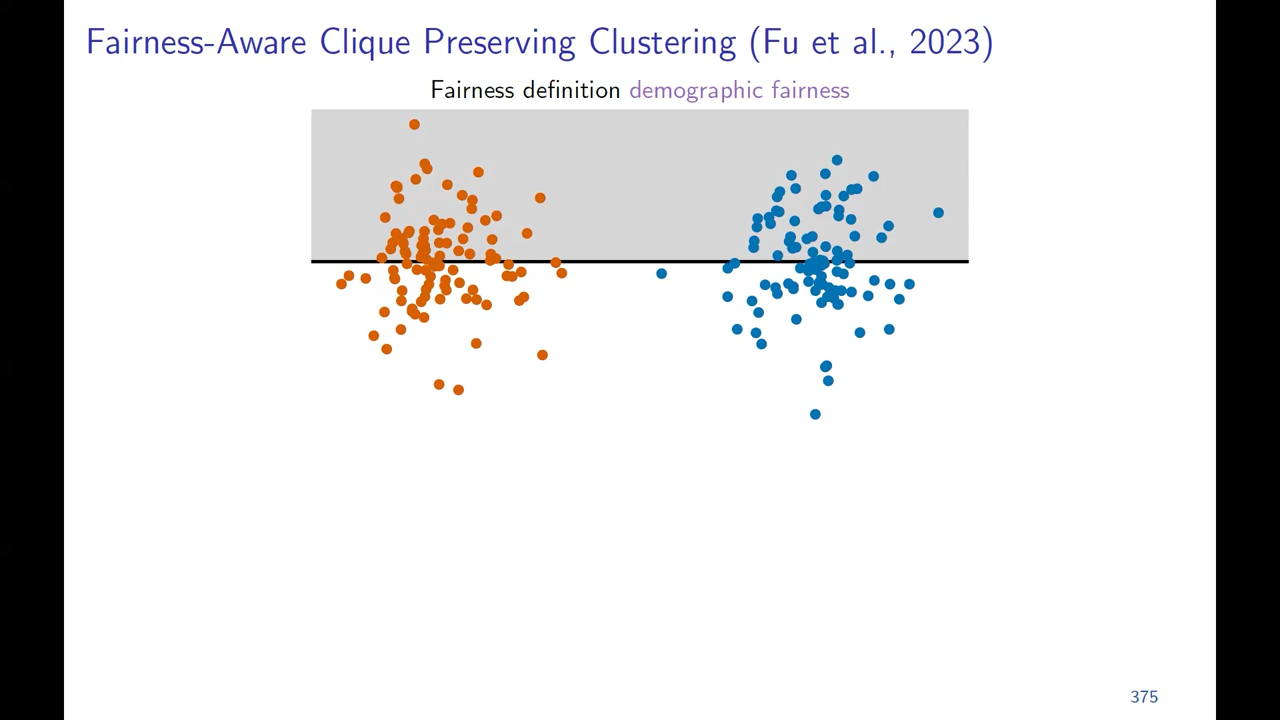 Fairness-Aware Clique Preserving Clustering (Fu et al., 2023)
Fairness definition demographic fairness
375